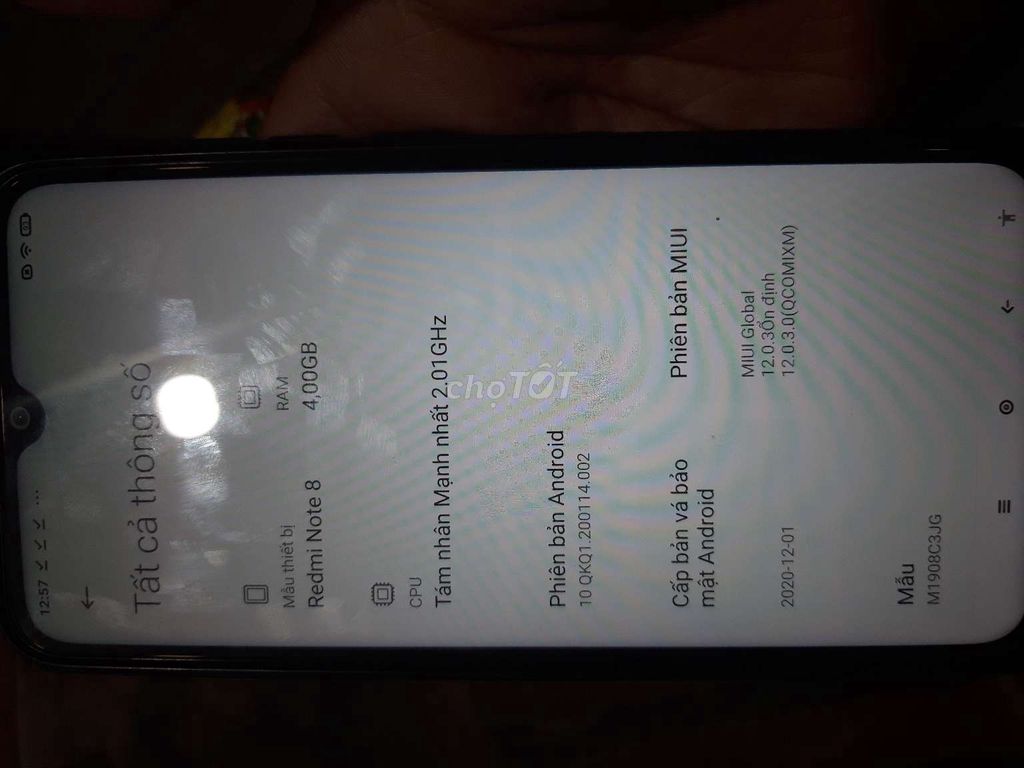 12:57
Tất cả thông số
Mẫu thiết bị
Redmi Note 8
RAM
4,00GB
CPU
Tám nhân Mạnh nhất 2,01GHz
Phiên bản Android
10 QKQ1.200114.002
Cấp bản vá bảo
mật Android
2020-12-01
Phiên bản MIUI
MIUI Global
12.0.3Ổn định
12.0.3.0(QCOMIXM)
Mẫu
M1908C3JG
chợTỐT